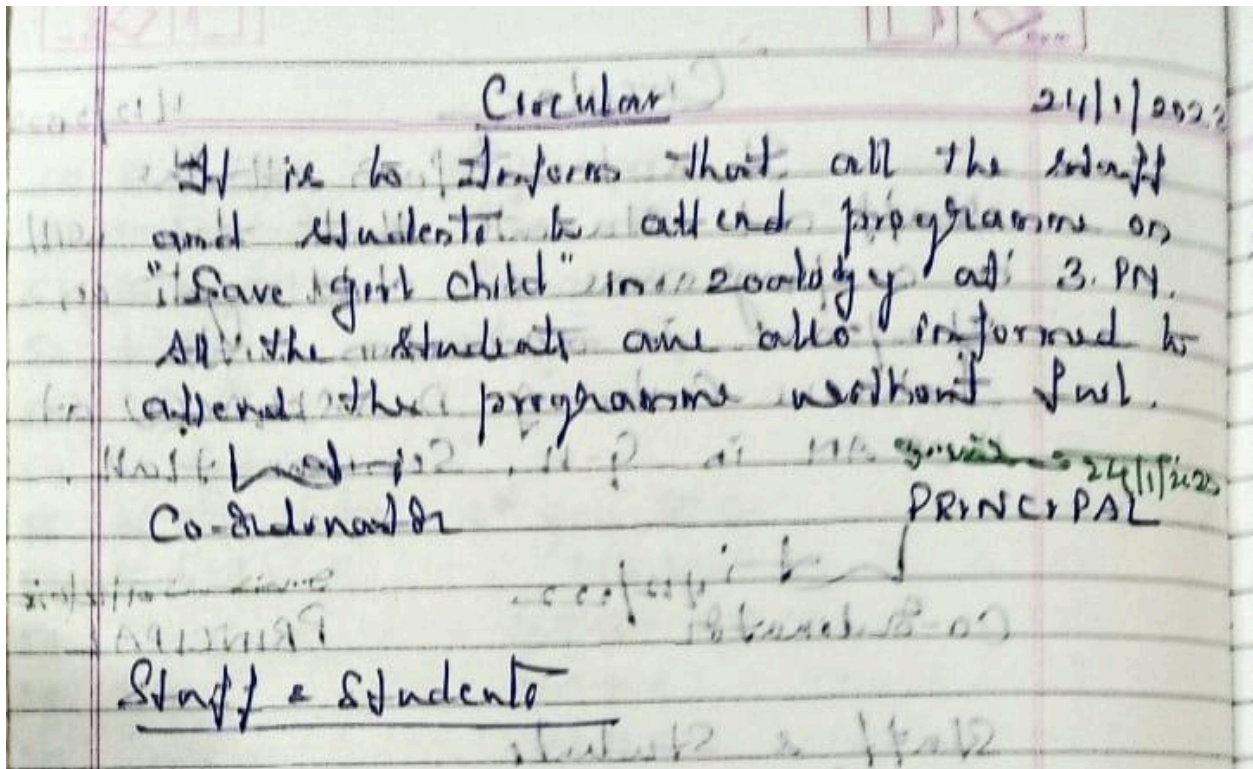 Circular 24/1/2022
It is to Inform that all the staff
and students to attend programme on
"Save girl child" in zoology at 3. PM.
All the students are also informed to
attend the programme without fail.
24/1/202
Co-ordinator PRINCIPAL
Staff & Students